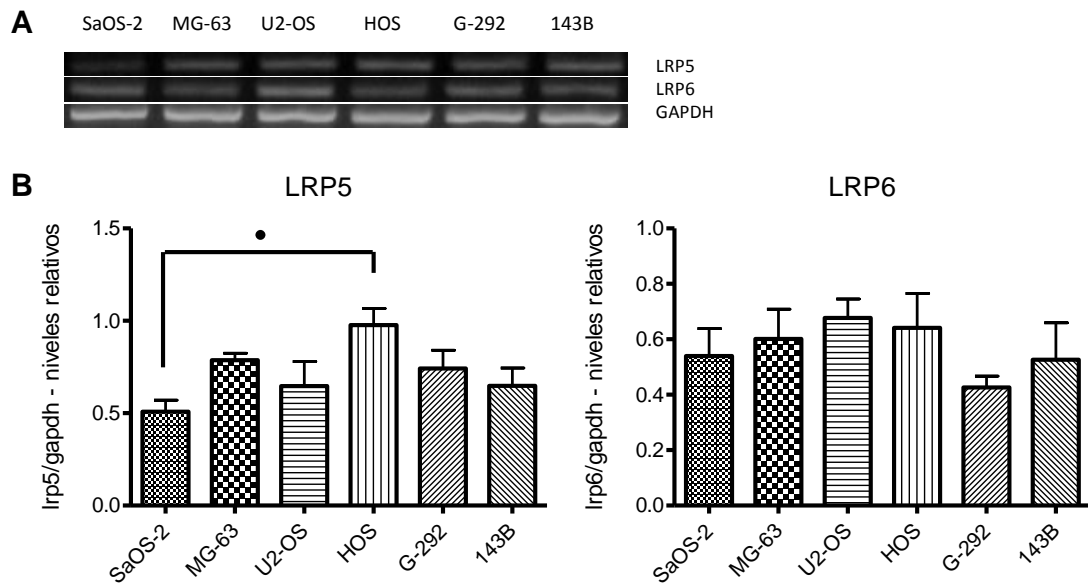 A
SaOS-2 MG-63 U2-OS HOS G-292 143B
LRP5
LRP6
GAPDH
B
LRP5
lrp5/gapdh - niveles relativos
1.5
1.0
0.5
0.0
SaOS-2 MG-63 U2-OS HOS G-292 143B
LRP6
lrp6/gapdh - niveles relativos
1.0
0.8
0.6
0.4
0.2
0.0
SaOS-2 MG-63 U2-OS HOS G-292 143B